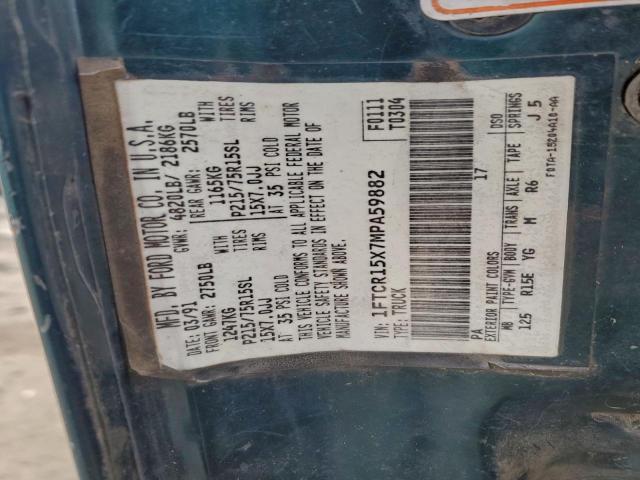 MFD. BY FORD MOTOR CO. IN U.S.A.
DATE: 03/91 GVWR: 4820LB/ 2186KG
FRONT GAWR: 2750LB REAR GAWR: 2570LB
1247KG WITH 1165KG WITH
P215/75R15SL TIRES P215/75R15SL TIRES
15X7.0JJ RIMS 15X7.0JJ RIMS
AT 35 PSI COLD AT 35 PSI COLD
THIS VEHICLE CONFORMS TO ALL APPLICABLE FEDERAL MOTOR
VEHICLE SAFETY STANDARDS IN EFFECT ON THE DATE OF
MANUFACTURE SHOWN ABOVE.
F0111
T0304
VIN: 1FTCR15X7MPA59882
TYPE: TRUCK
EXTERIOR PAINT COLORS DSO
PA 17
WB TYPE-GVW BODY TRANS AXLE TAPE SPRINGS
125 R15E YG M R6 J 5
F0TA-15204A10-AA